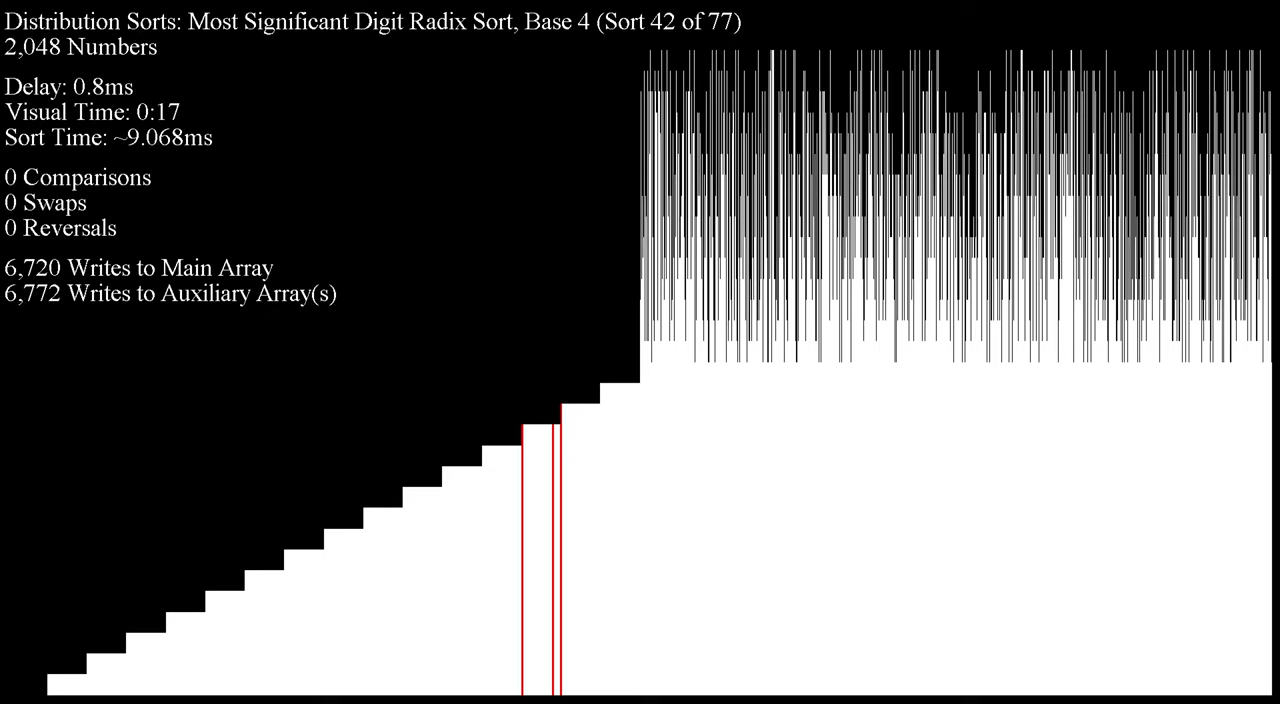 Distribution Sorts: Most Significant Digit Radix Sort, Base 4 (Sort 42 of 77)
2,048 Numbers
Delay: 0.8ms
Visual Time: 0:17
Sort Time: ~9.068ms
0 Comparisons
0 Swaps
0 Reversals
6,720 Writes to Main Array
6,772 Writes to Auxiliary Array(s)